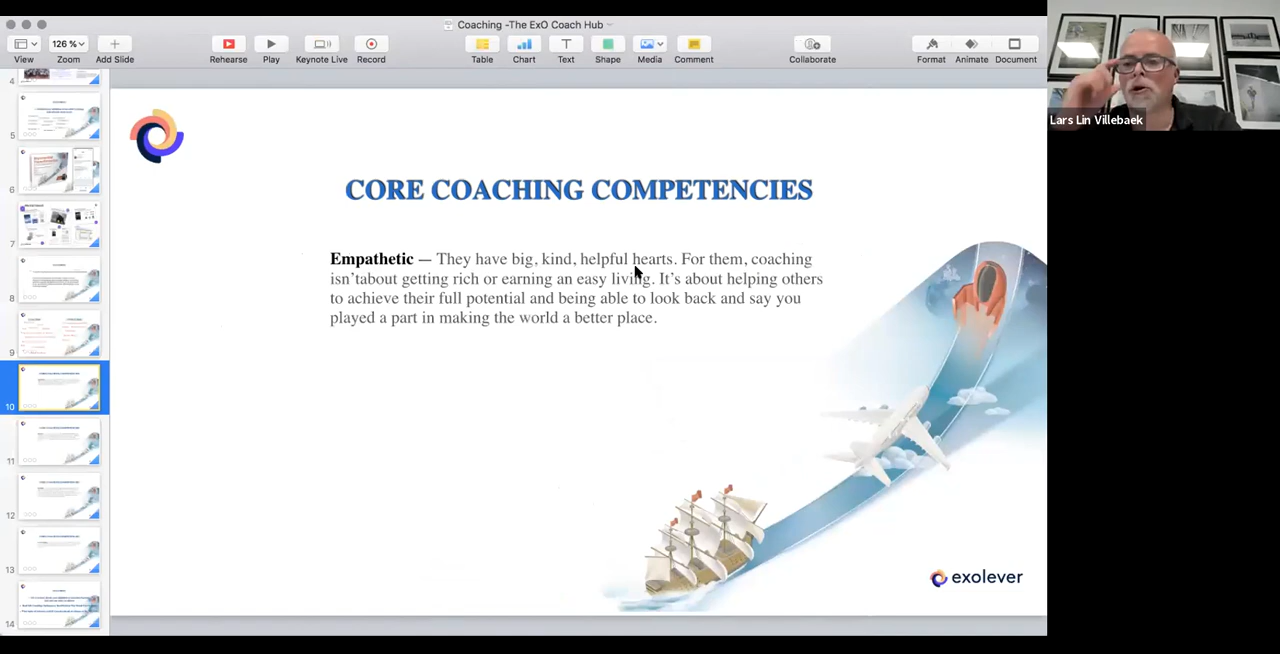 Coaching -The ExO Coach Hub
126 %
View
Zoom
Add Slide
Rehearse
Play
Keynote Live
Record
Table
Chart
Text
Shape
Media
Comment
Collaborate
Format
Animate
Document
Lars Lin Villebaek
4
5
6
7
8
9
10
11
12
13
14
CORE COACHING COMPETENCIES
Empathetic — They have big, kind, helpful hearts. For them, coaching
isn'tabout getting rich or earning an easy living. It's about helping others
to achieve their full potential and being able to look back and say you
played a part in making the world a better place.
exolever